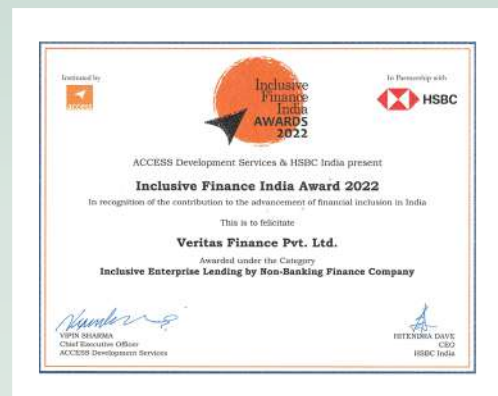 Instituted by
access
Inclusive
Finance
India
AWARDS
2022
In Partnership with
HSBC
ACCESS Development Services & HSBC India present
Inclusive Finance India Award 2022
In recognition of the contribution to the advancement of financial inclusion in India
This is to felicitate
Veritas Finance Pvt. Ltd.
Awarded under the Category
Inclusive Enterprise Lending by Non-Banking Finance Company
VIPIN SHARMA
Chief Executive Officer
ACCESS Development Services
HITENDRA DAVE
CEO
HSBC India